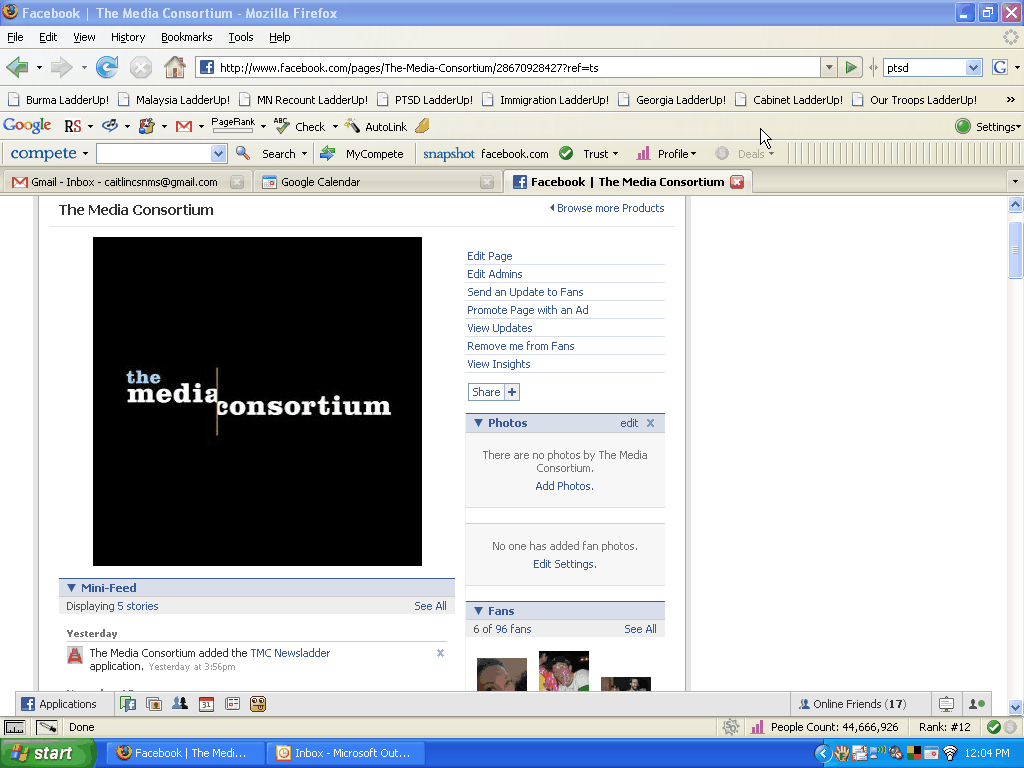 Facebook | The Media Consortium - Mozilla Firefox
File Edit View History Bookmarks Tools Help
http://www.facebook.com/pages/The-Media-Consortium/28670928427?ref=ts
ptsd
G
Burma LadderUp! Malaysia LadderUp! MN Recount LadderUp! PTSD LadderUp! Immigration LadderUp! Georgia LadderUp! Cabinet LadderUp! Our Troops LadderUp! »
Google RS PageRank Check AutoLink Settings
compete Search MyCompete snapshot facebook.com Trust Profile Deals
Gmail - Inbox - caitlincsnms@gmail.com Google Calendar Facebook | The Media Consortium
The Media Consortium
Browse more Products
the
media
consortium
Edit Page
Edit Admins
Send an Update to Fans
Promote Page with an Ad
View Updates
Remove me from Fans
View Insights
Share +
Photos edit
There are no photos by The Media
Consortium.
Add Photos.
No one has added fan photos.
Edit Settings.
Mini-Feed
Displaying 5 stories See All
Yesterday
The Media Consortium added the TMC Newsladder
application. Yesterday at 3:56pm
Fans
6 of 96 fans See All
Applications 31 Online Friends (17)
Done People Count: 44,666,926 Rank: #12
start Facebook | The Medi... Inbox - Microsoft Out... 12:04 PM